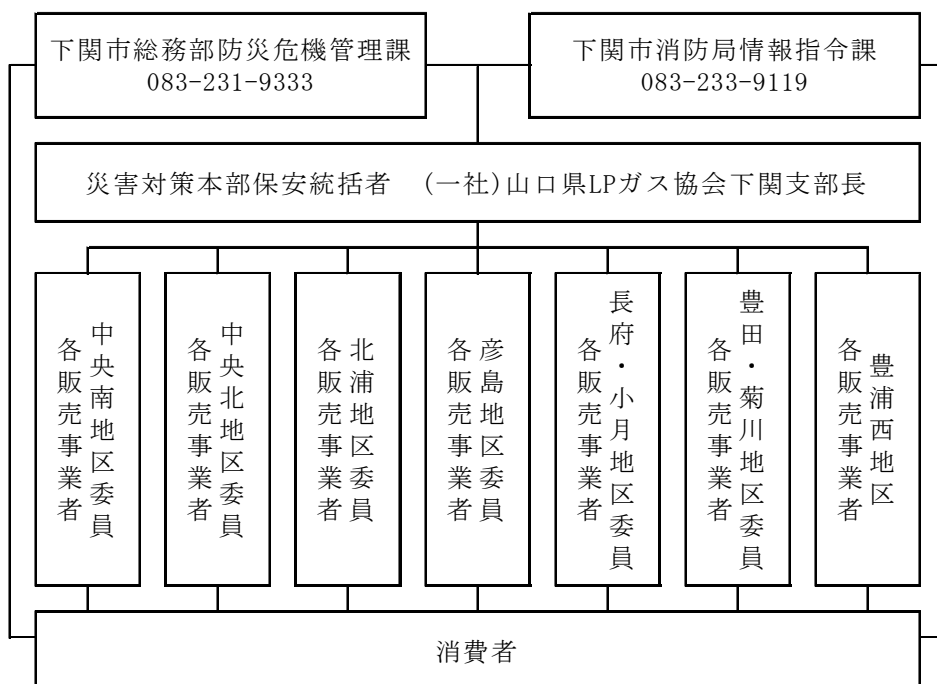 下関市総務部防災危機管理課
083-231-9333
下関市消防局情報指令課
083-233-9119
災害対策本部保安統括者　(一社)山口県LPガス協会下関支部長
中央南地区委員
各販売事業者
中央北地区委員
各販売事業者
北浦地区委員
各販売事業者
彦島地区委員
各販売事業者
長府・小月地区委員
各販売事業者
豊田・菊川地区委員
各販売事業者
豊浦西地区
各販売事業者
消費者